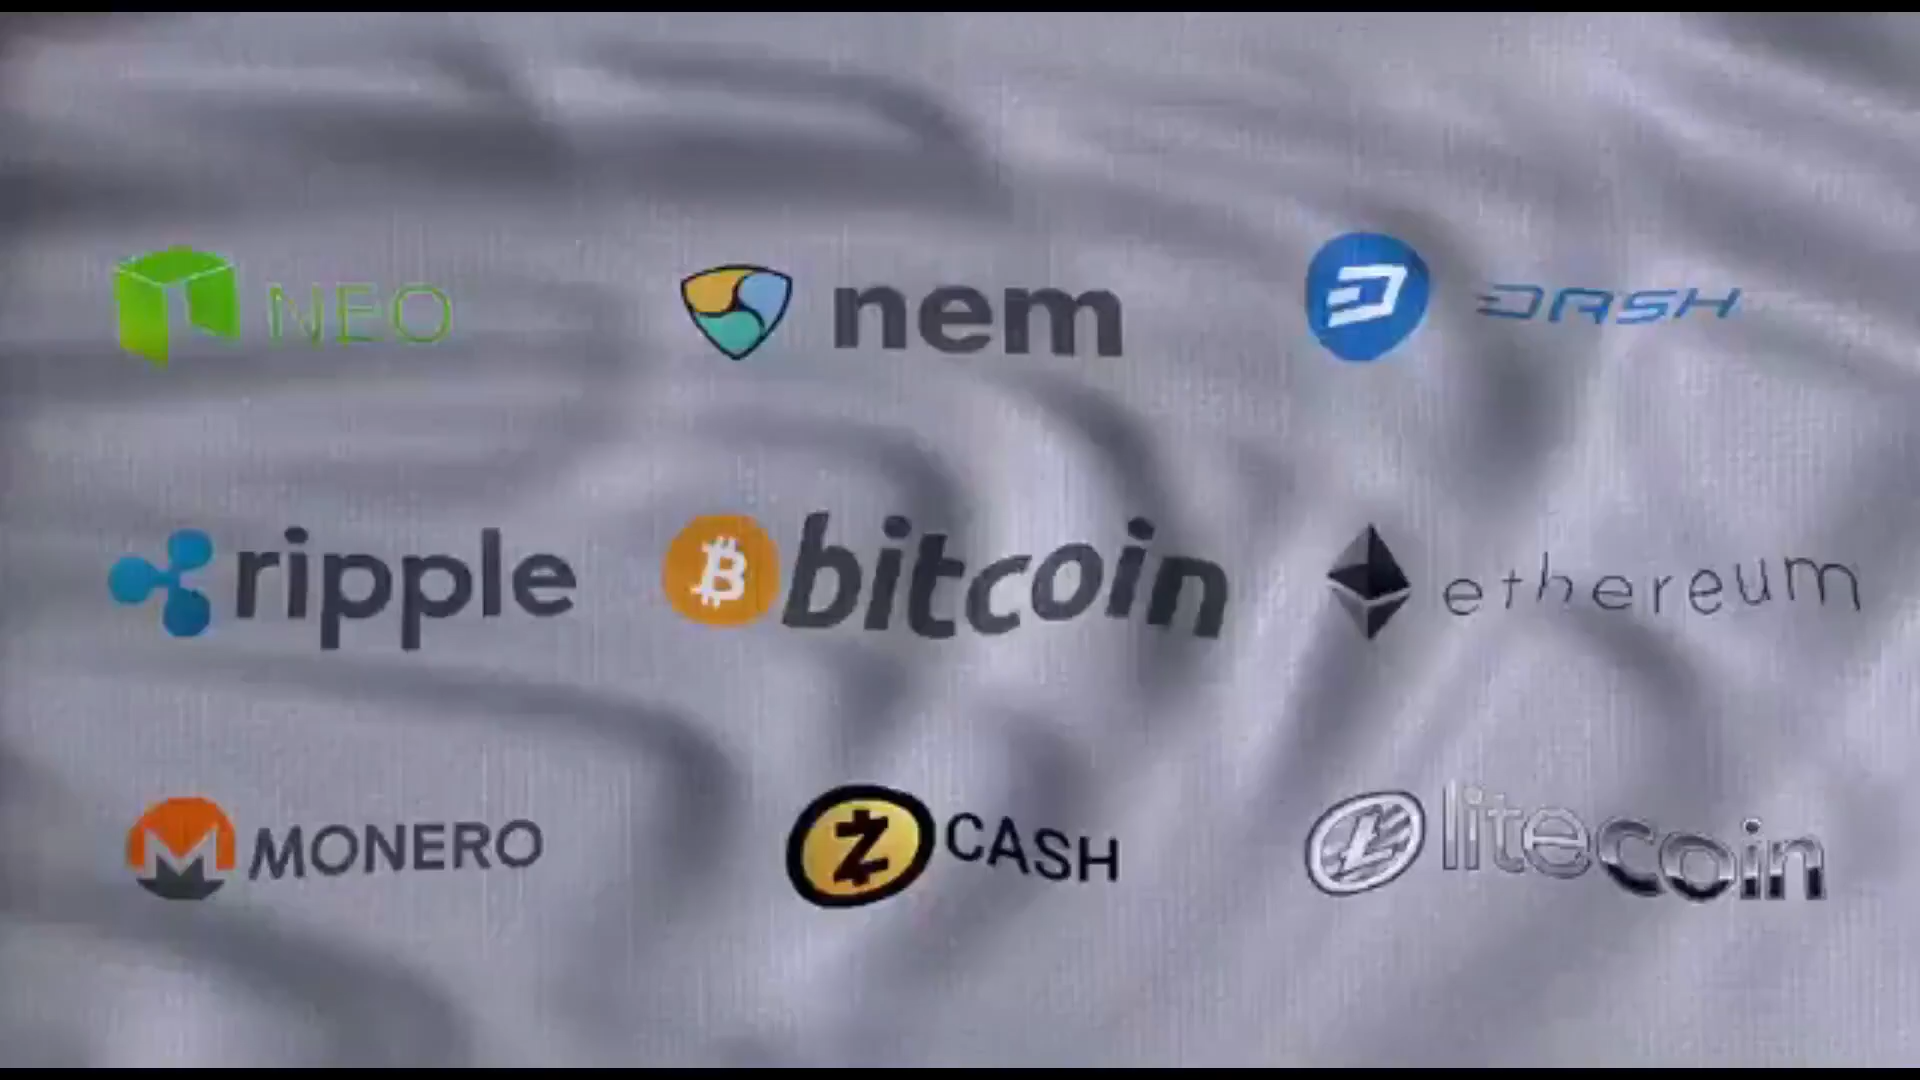 NEO
nem
DASH
ripple
bitcoin
ethereum
MONERO
CASH
litecoin